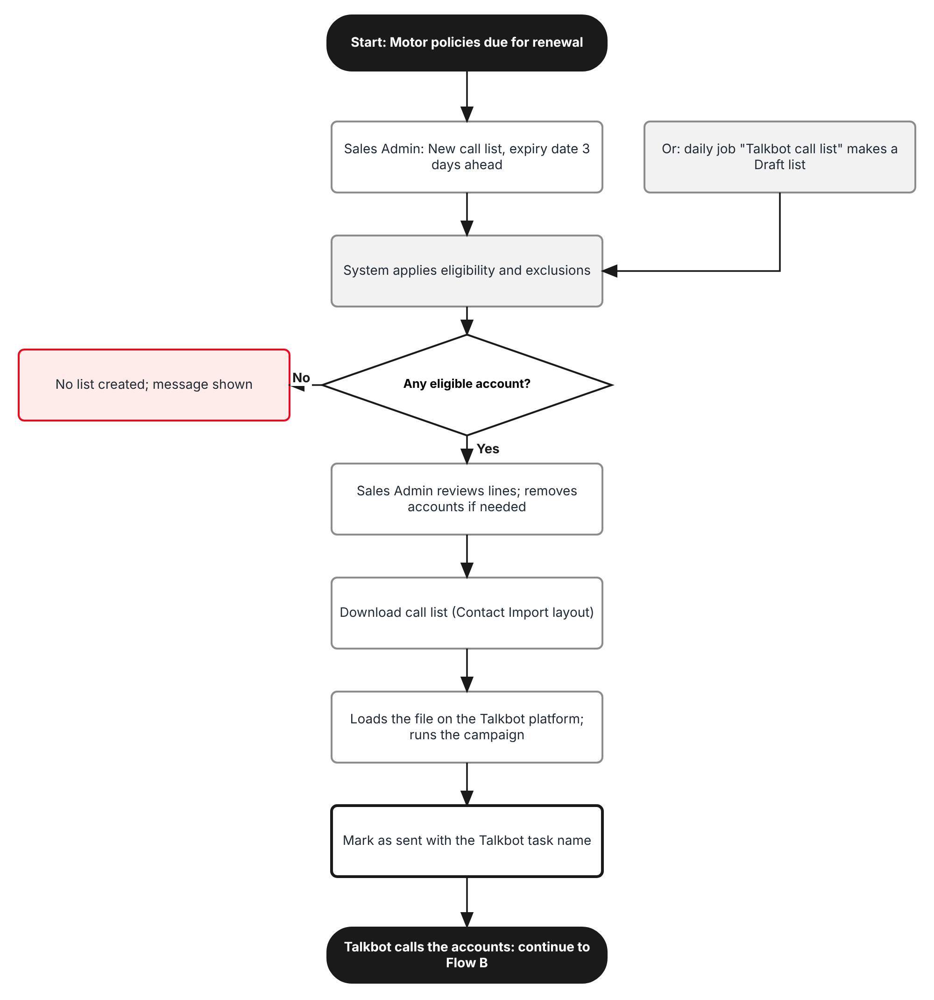 Start: Motor policies due for renewal
Sales Admin: New call list, expiry date 3
days ahead
Or: daily job "Talkbot call list" makes a
Draft list
System applies eligibility and exclusions
Any eligible account?
No
No list created; message shown
Yes
Sales Admin reviews lines; removes
accounts if needed
Download call list (Contact Import layout)
Loads the file on the Talkbot platform;
runs the campaign
Mark as sent with the Talkbot task name
Talkbot calls the accounts: continue to
Flow B